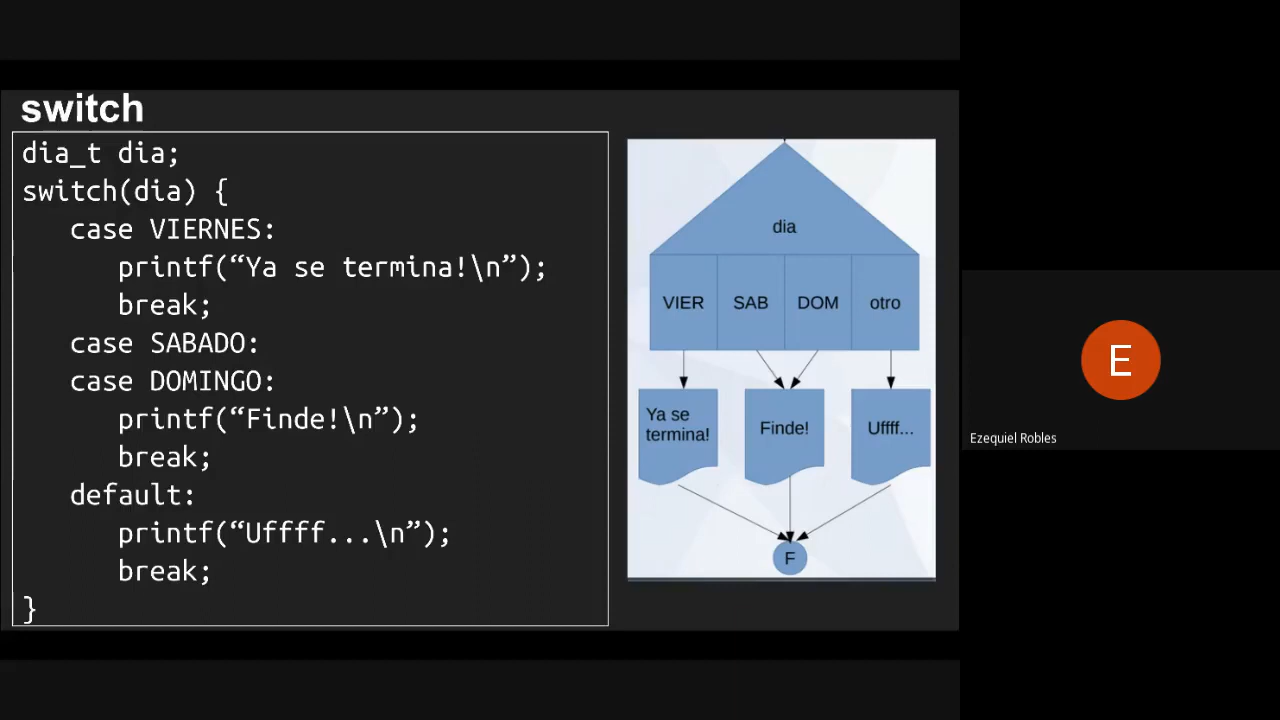 switch
dia_t dia;
switch(dia) {
case VIERNES:
printf(“Ya se termina!\n”);
break;
case SABADO:
case DOMINGO:
printf(“Finde!\n”);
break;
default:
printf(“Uffff...\n”);
break;
}
dia
VIER SAB DOM otro
Ya se
termina!
Finde!
Uffff...
F
E
Ezequiel Robles